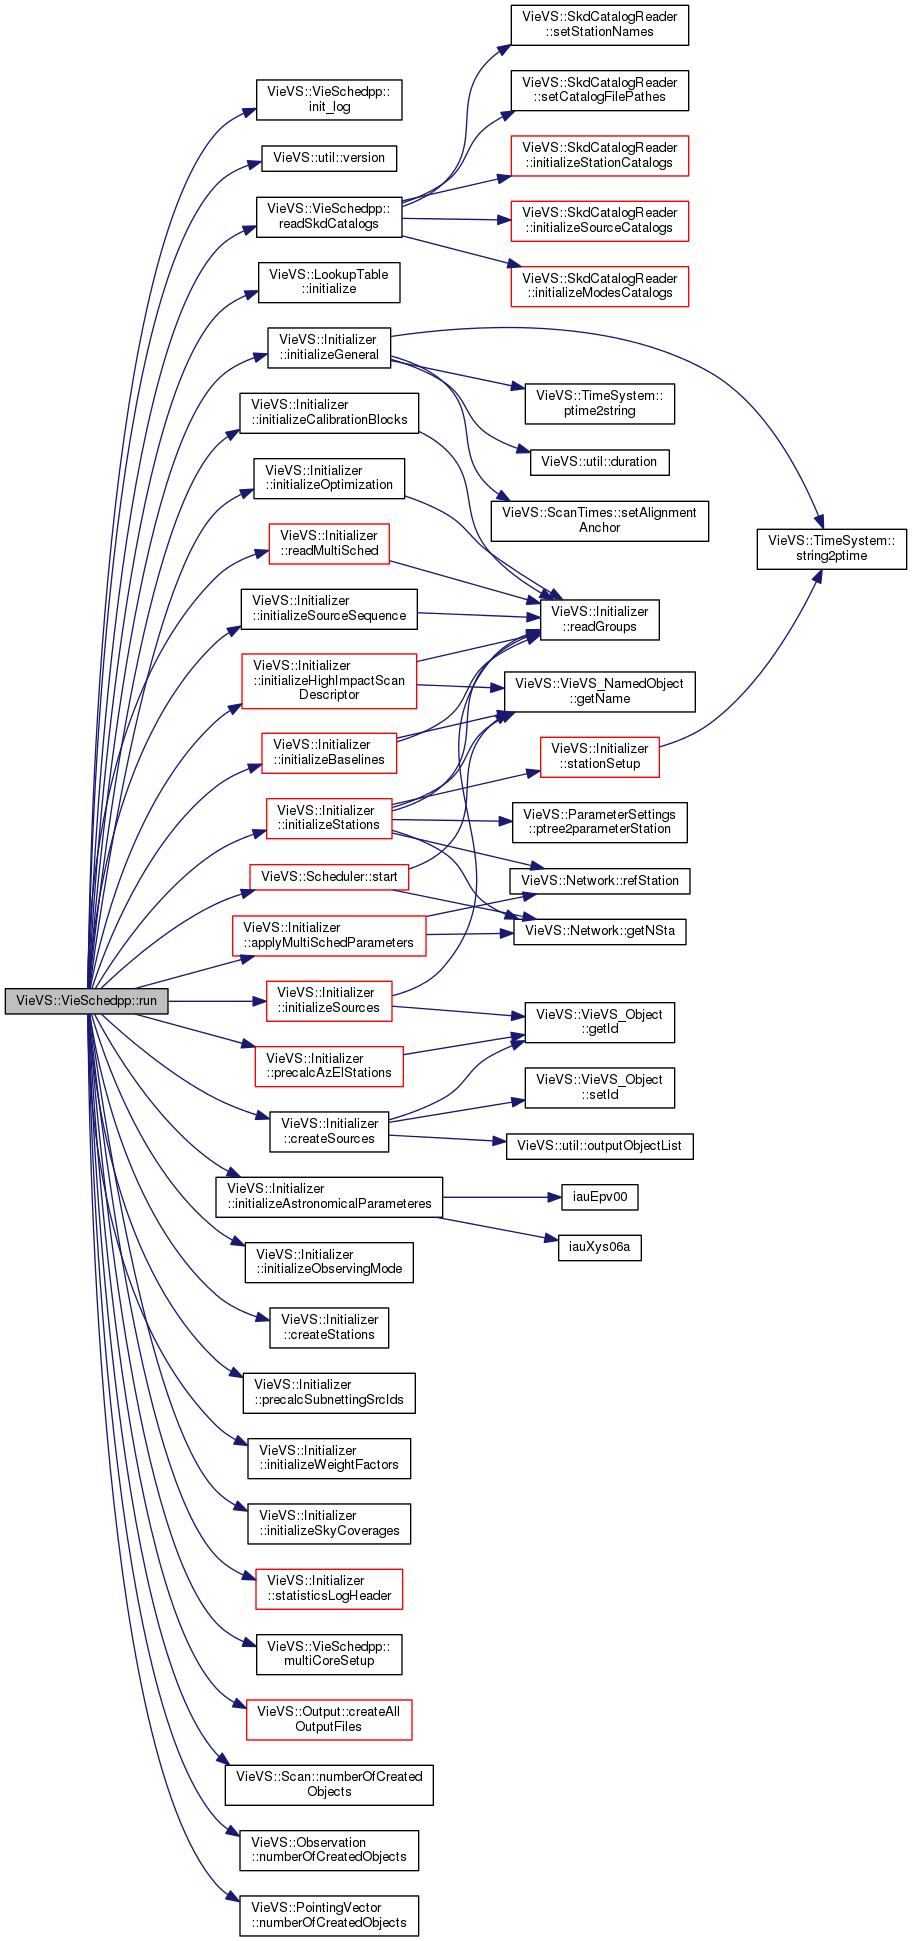 VieVS::VieSchedpp::run
VieVS::VieSchedpp::
init_log
VieVS::util::version
VieVS::VieSchedpp::
readSkdCatalogs
VieVS::LookupTable
::initialize
VieVS::Initializer
::initializeGeneral
VieVS::Initializer
::initializeCalibrationBlocks
VieVS::Initializer
::initializeOptimization
VieVS::Initializer
::readMultiSched
VieVS::Initializer
::initializeSourceSequence
VieVS::Initializer
::initializeHighImpactScan
Descriptor
VieVS::Initializer
::initializeBaselines
VieVS::Initializer
::initializeStations
VieVS::Scheduler::start
VieVS::Initializer
::applyMultiSchedParameters
VieVS::Initializer
::initializeSources
VieVS::Initializer
::precalcAzElStations
VieVS::Initializer
::createSources
VieVS::Initializer
::initializeAstronomicalParameteres
VieVS::Initializer
::initializeObservingMode
VieVS::Initializer
::createStations
VieVS::Initializer
::precalcSubnettingSrcIds
VieVS::Initializer
::initializeWeightFactors
VieVS::Initializer
::initializeSkyCoverages
VieVS::Initializer
::statisticsLogHeader
VieVS::VieSchedpp::
multiCoreSetup
VieVS::Output::createAll
OutputFiles
VieVS::Scan::numberOfCreated
Objects
VieVS::Observation
::numberOfCreatedObjects
VieVS::PointingVector
::numberOfCreatedObjects
VieVS::SkdCatalogReader
::setStationNames
VieVS::SkdCatalogReader
::setCatalogFilePathes
VieVS::SkdCatalogReader
::initializeStationCatalogs
VieVS::SkdCatalogReader
::initializeSourceCatalogs
VieVS::SkdCatalogReader
::initializeModesCatalogs
VieVS::TimeSystem::
ptime2string
VieVS::util::duration
VieVS::ScanTimes::setAlignment
Anchor
VieVS::Initializer
::readGroups
VieVS::VieVS_NamedObject
::getName
VieVS::Initializer
::stationSetup
VieVS::ParameterSettings
::ptree2parameterStation
VieVS::Network::refStation
VieVS::Network::getNSta
VieVS::VieVS_Object
::getId
VieVS::VieVS_Object
::setId
VieVS::util::outputObjectList
iauEpv00
iauXys06a
VieVS::TimeSystem::
string2ptime